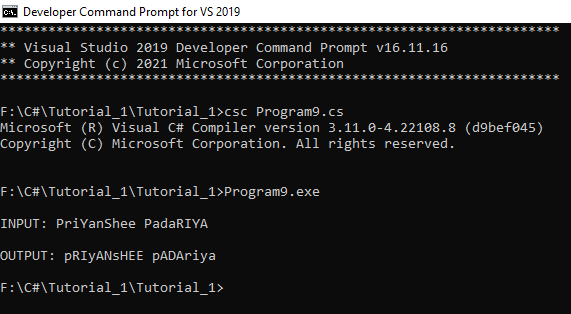 Developer Command Prompt for VS 2019
**********************************************************************
** Visual Studio 2019 Developer Command Prompt v16.11.16
** Copyright (c) 2021 Microsoft Corporation
**********************************************************************
F:\C#\Tutorial_1\Tutorial_1>csc Program9.cs
Microsoft (R) Visual C# Compiler version 3.11.0-4.22108.8 (d9bef045)
Copyright (C) Microsoft Corporation. All rights reserved.
F:\C#\Tutorial_1\Tutorial_1>Program9.exe
INPUT: PriYanShee PadaRIYA
OUTPUT: pRIyANsHEE pADAriya
F:\C#\Tutorial_1\Tutorial_1>